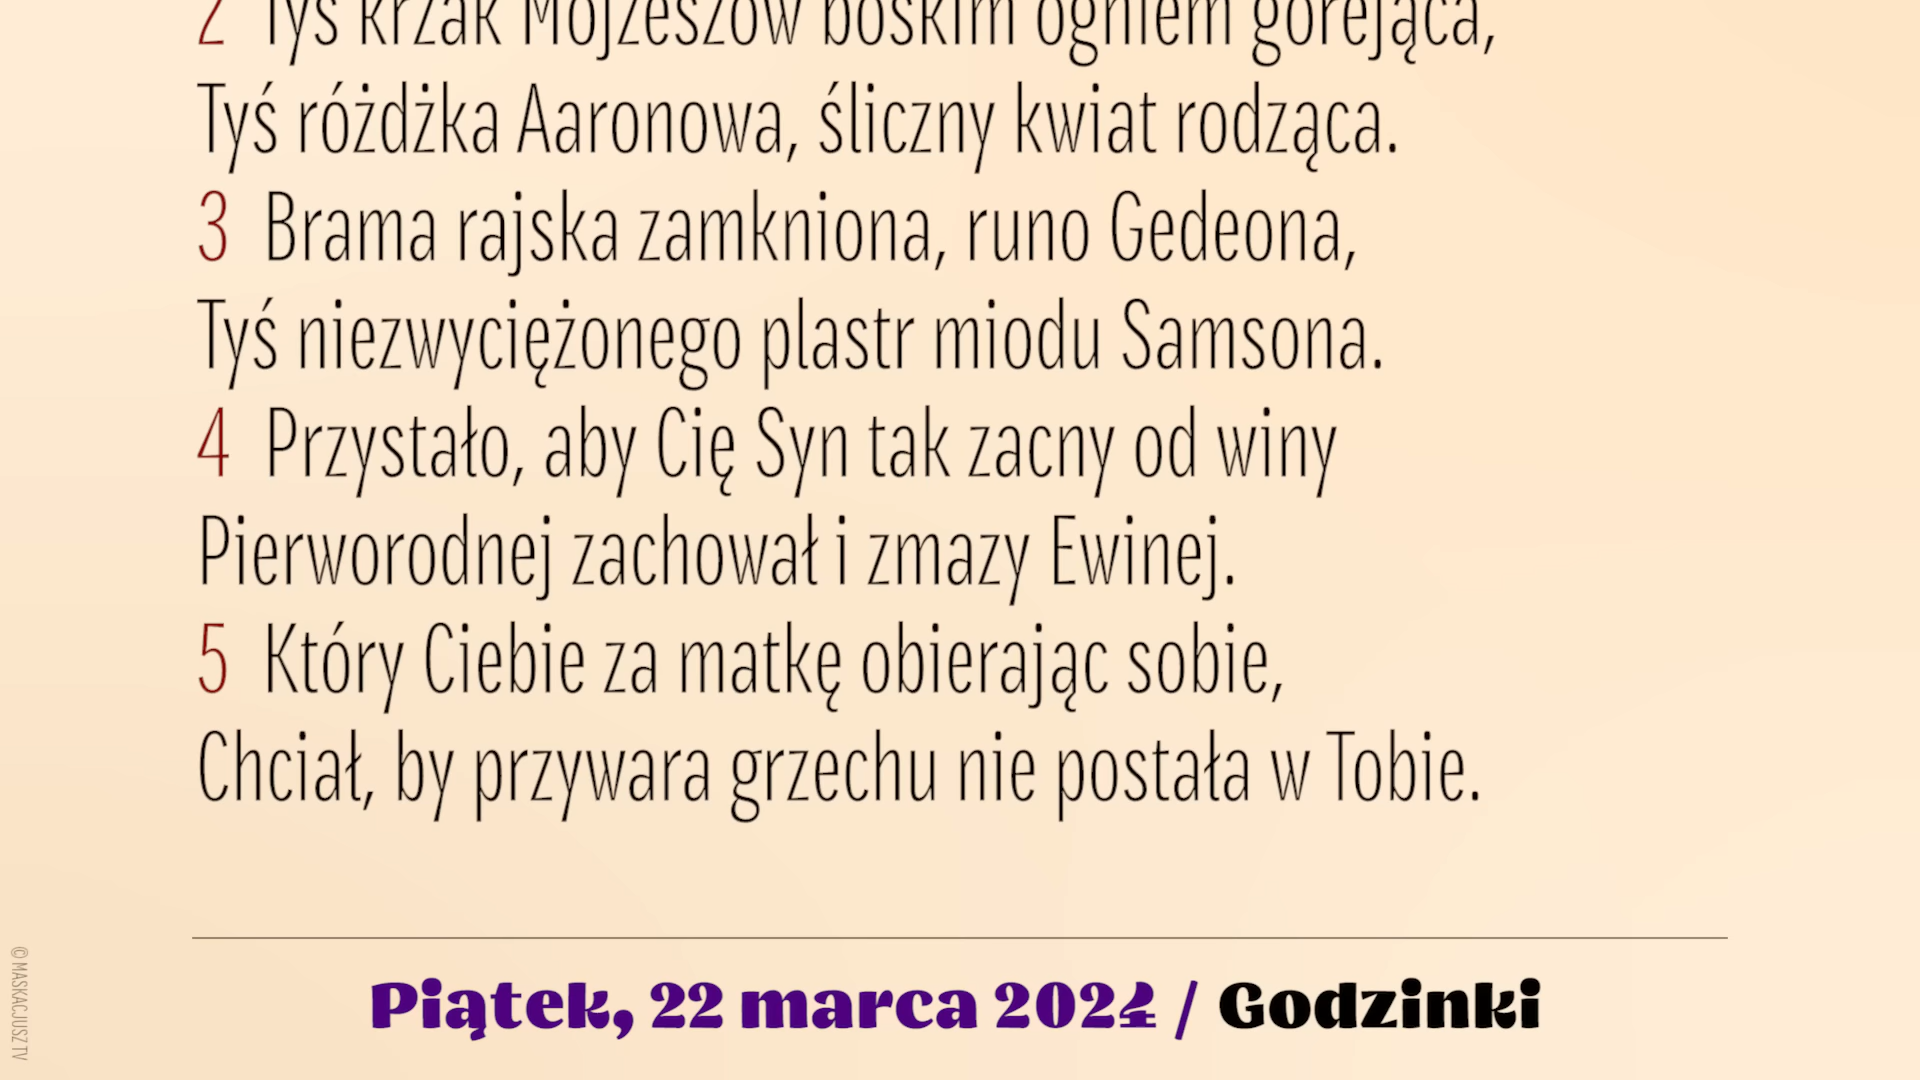 2 Tyś krzak Mojżeszów boskim ogniem gorejąca,
Tyś różdżka Aaronowa, śliczny kwiat rodząca.
3 Brama rajska zamkniona, runo Gedeona,
Tyś niezwyciężonego plastr miodu Samsona.
4 Przystało, aby Cię Syn tak zacny od winy
Pierworodnej zachował i zmazy Ewinej.
5 Który Ciebie za matkę obierając sobie,
Chciał, by przywara grzechu nie postała w Tobie.
Piątek, 22 marca 2024 / Godzinki
© MASKACJUSZ TV